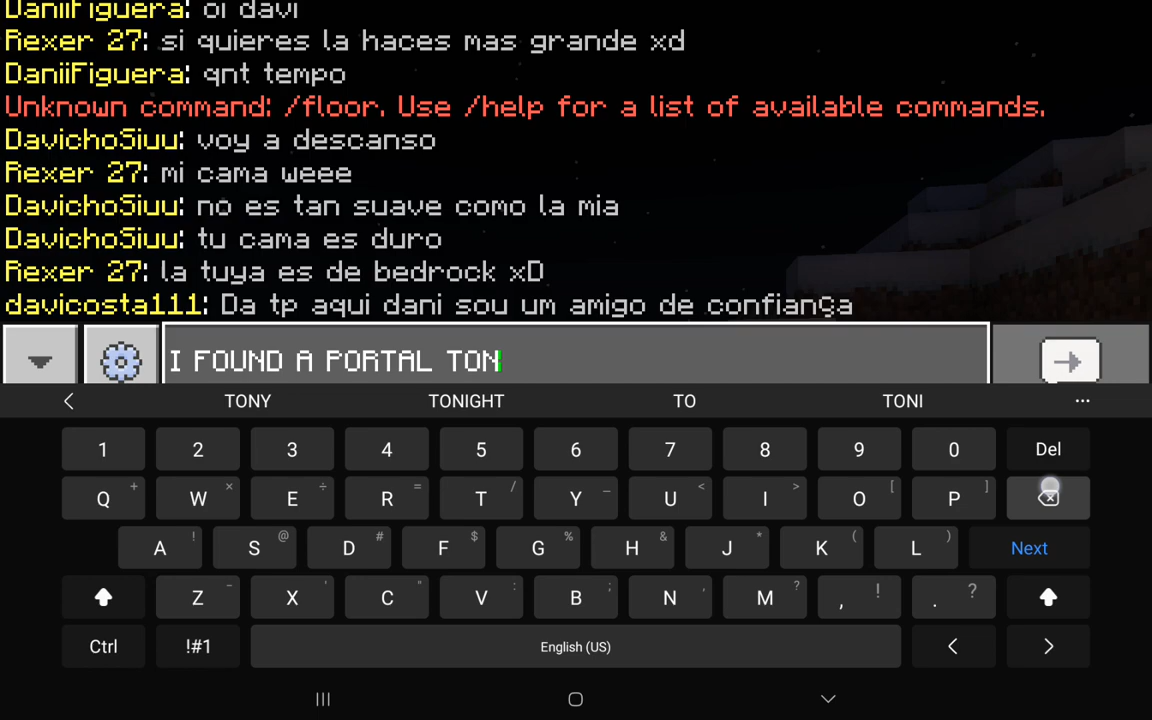 DaniiFiguera: oi davi
Rexer 27: si quieres la haces mas grande xd
DaniiFiguera: qnt tempo
Unknown command: /floor. Use /help for a list of available commands.
DavichoSiuu: voy a descanso
Rexer 27: mi cama weee
DavichoSiuu: no es tan suave como la mia
DavichoSiuu: tu cama es duro
Rexer 27: la tuya es de bedrock xD
davicosta111: Da tp aqui dani sou um amigo de confiança
I FOUND A PORTAL TON
TONY TONIGHT TO TONI ...
1 2 3 4 5 6 7 8 9 0 Del
Q + W × E ÷ R = T / Y _ U < I > O [ P ]
A ! S @ D # F $ G % H & J * K ( L ) Next
Z - X ' C " V : B ; N , M ? , ! . ?
Ctrl !#1 English (US) < >